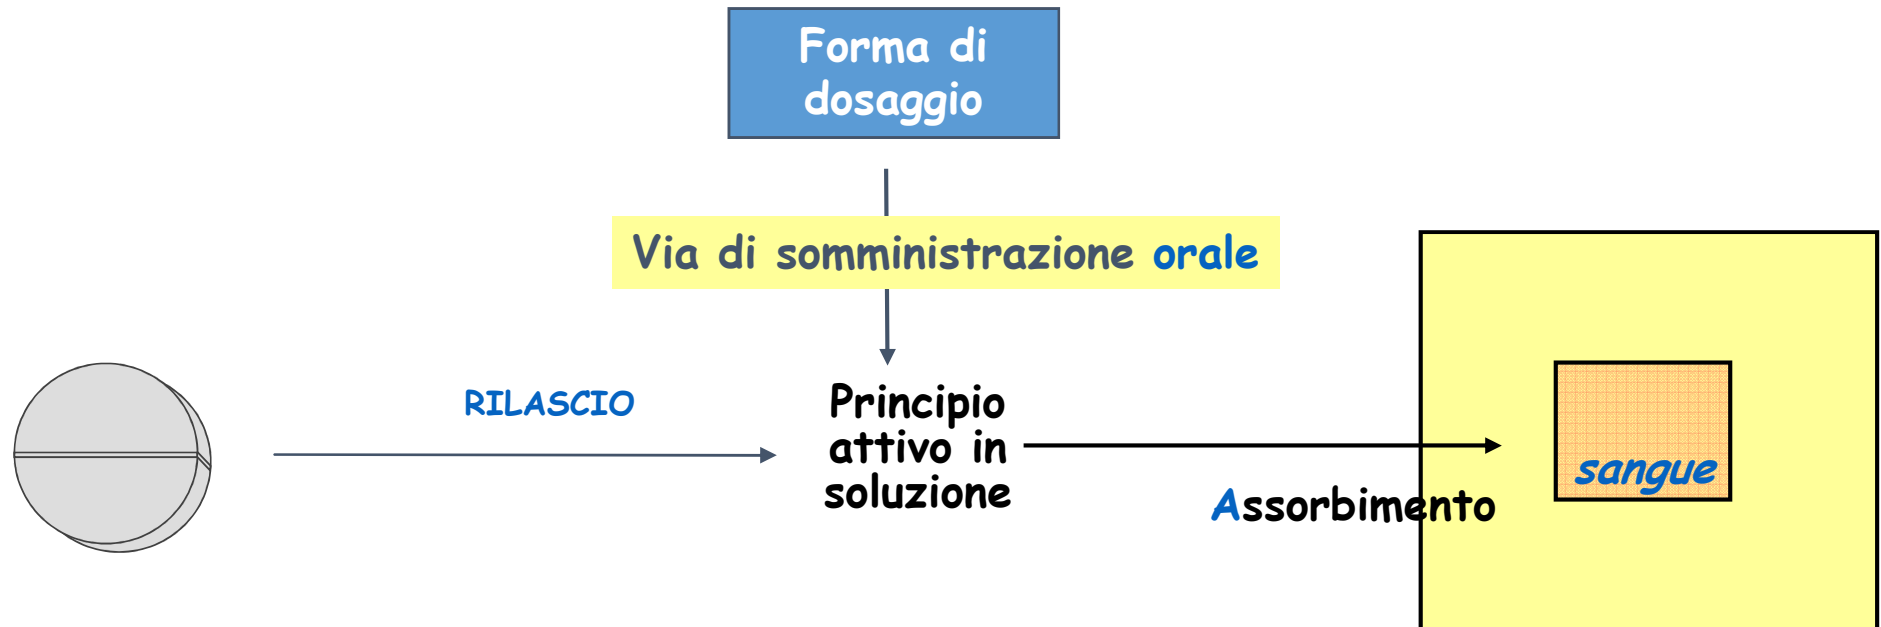 Forma di
dosaggio
Via di somministrazione orale
RILASCIO
Principio
attivo in
soluzione
Assorbimento
sangue